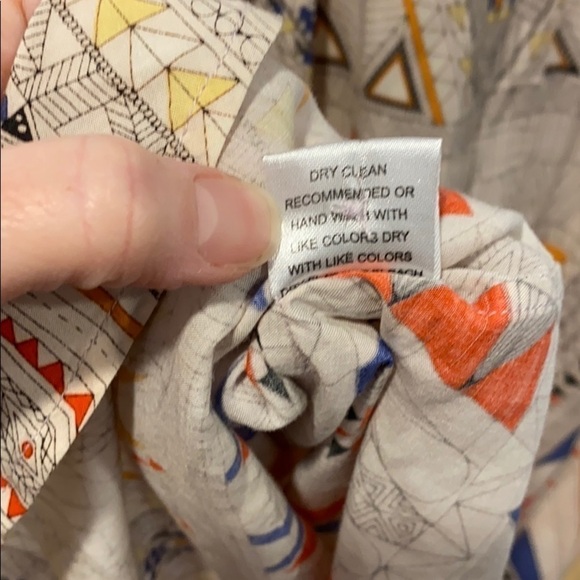 DRY CLEAN
RECOMMENDED OR
HAND WASH WITH
LIKE COLORS DRY
WITH LIKE COLORS